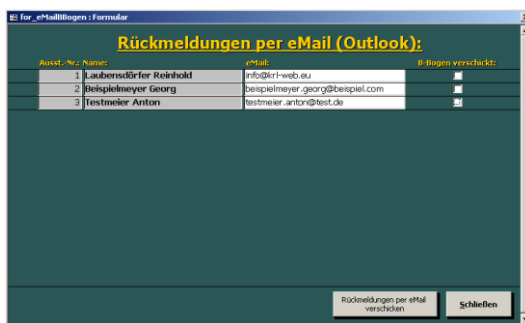 for_eMailBBogen : Formular
Rückmeldungen per eMail (Outlook):
Ausst.-Nr.: Name: eMail: B-Bogen verschickt:
1 Laubensdörfer Reinhold info@krl-web.eu
2 Beispielmeyer Georg beispielmeyer.georg@beispiel.com
3 Testmeier Anton testmeier.anton@test.de
Rückmeldungen per eMail
verschicken
Schließen